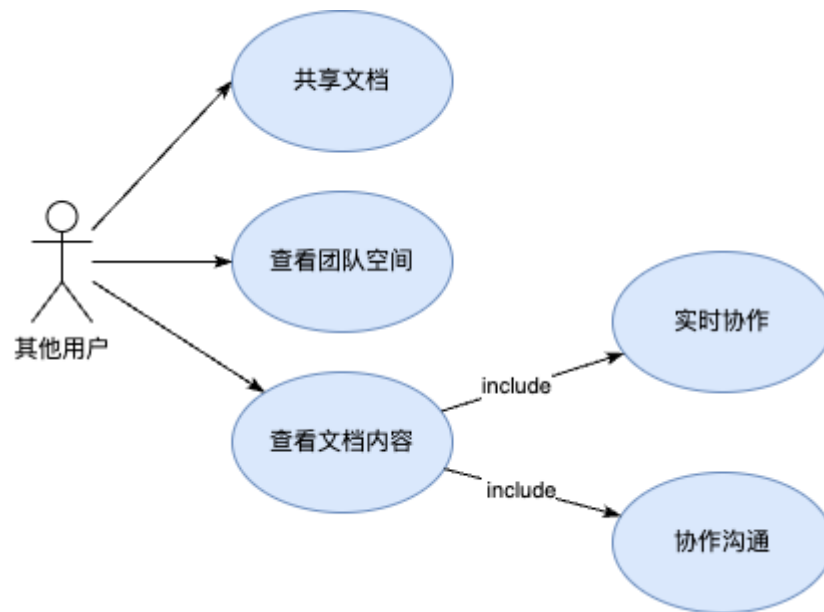 共享文档
查看团队空间
其他用户
查看文档内容
实时协作
include
include
协作沟通